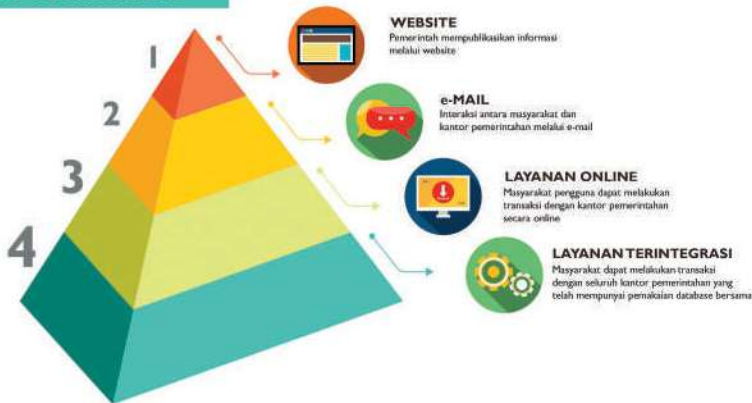 1
WEBSITE
Pemerintah mempublikasikan informasi
melalui website
2
e-MAIL
Interaksi antara masyarakat dan
kantor pemerintahan melalui e-mail
3
LAYANAN ONLINE
Masyarakat pengguna dapat melakukan
transaksi dengan kantor pemerintahan
secara online
4
LAYANAN TERINTEGRASI
Masyarakat dapat melakukan transaksi
dengan seluruh kantor pemerintahan yang
telah mempunyai pemakaian database bersama